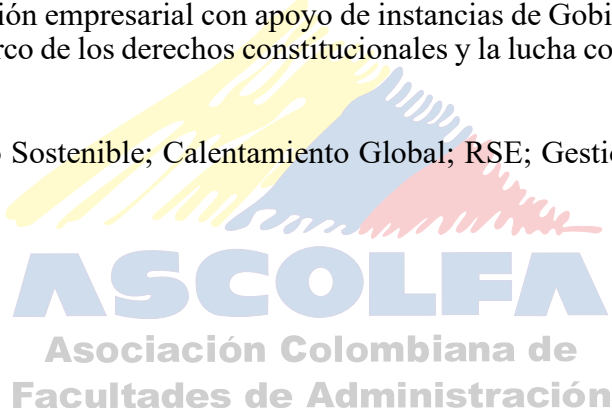 ión empresarial con apoyo de instancias de Gobi
rco de los derechos constitucionales y la lucha co
Sostenible; Calentamiento Global; RSE; Gestió
ASCOLFA
Asociación Colombiana de
Facultades de Administración